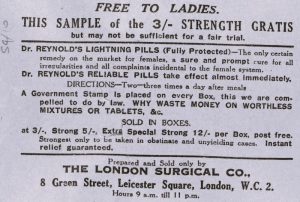 FREE TO LADIES.
THIS SAMPLE of the 3/- STRENGTH GRATIS
but may not be sufficient for a fair trial.
Dr. REYNOLD'S LIGHTNING PILLS (Fully Protected)—The only certain
remedy on the market for females, a sure and prompt cure for all
irregularities and all complaints incidental to the female system.
Dr. REYNOLD'S RELIABLE PILLS take effect almost immediately.
DIRECTIONS—Two—three times a day after meals
A Government Stamp is placed on every Box, this we are com-
pelled to do by law. WHY WASTE MONEY ON WORTHLESS
MIXTURES OR TABLETS, &c.
SOLD IN BOXES.
at 3/-. Strong 5/-. Extra Special Strong 12/- per Box, post free.
Strongest only to be taken in obstinate and unyielding cases. Instant
relief guaranteed.
Prepared and Sold only by
THE LONDON SURGICAL CO.,
8 Green Street, Leicester Square, London, W.C. 2.
Hours 9 a.m. till 11 p.m.